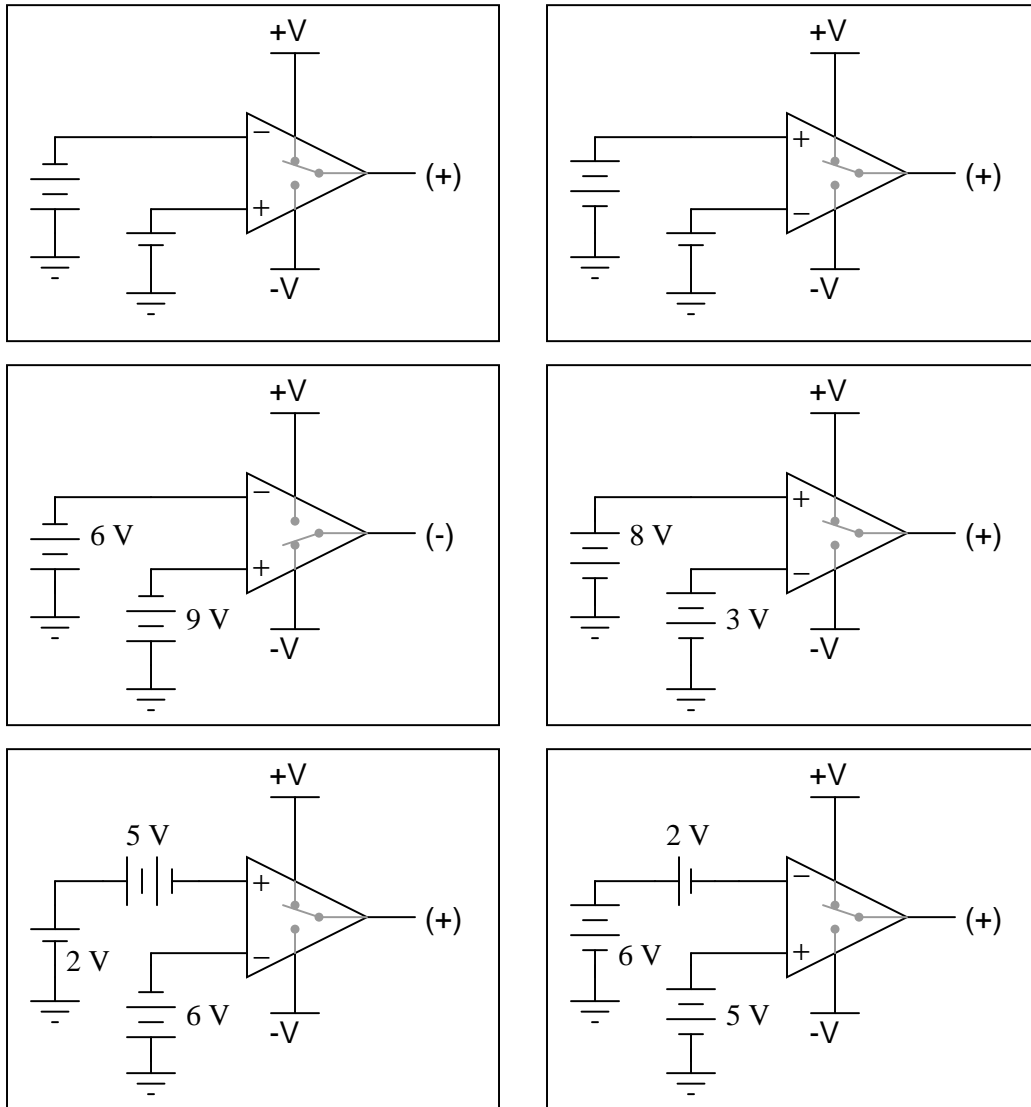 +V
−
+
(+)
-V
+V
+
−
(+)
-V
+V
−
6 V
(-)
+
9 V
-V
+V
+
8 V
(+)
−
3 V
-V
+V
5 V
+
(+)
2 V
−
6 V
-V
+V
2 V
−
(+)
6 V
+
5 V
-V